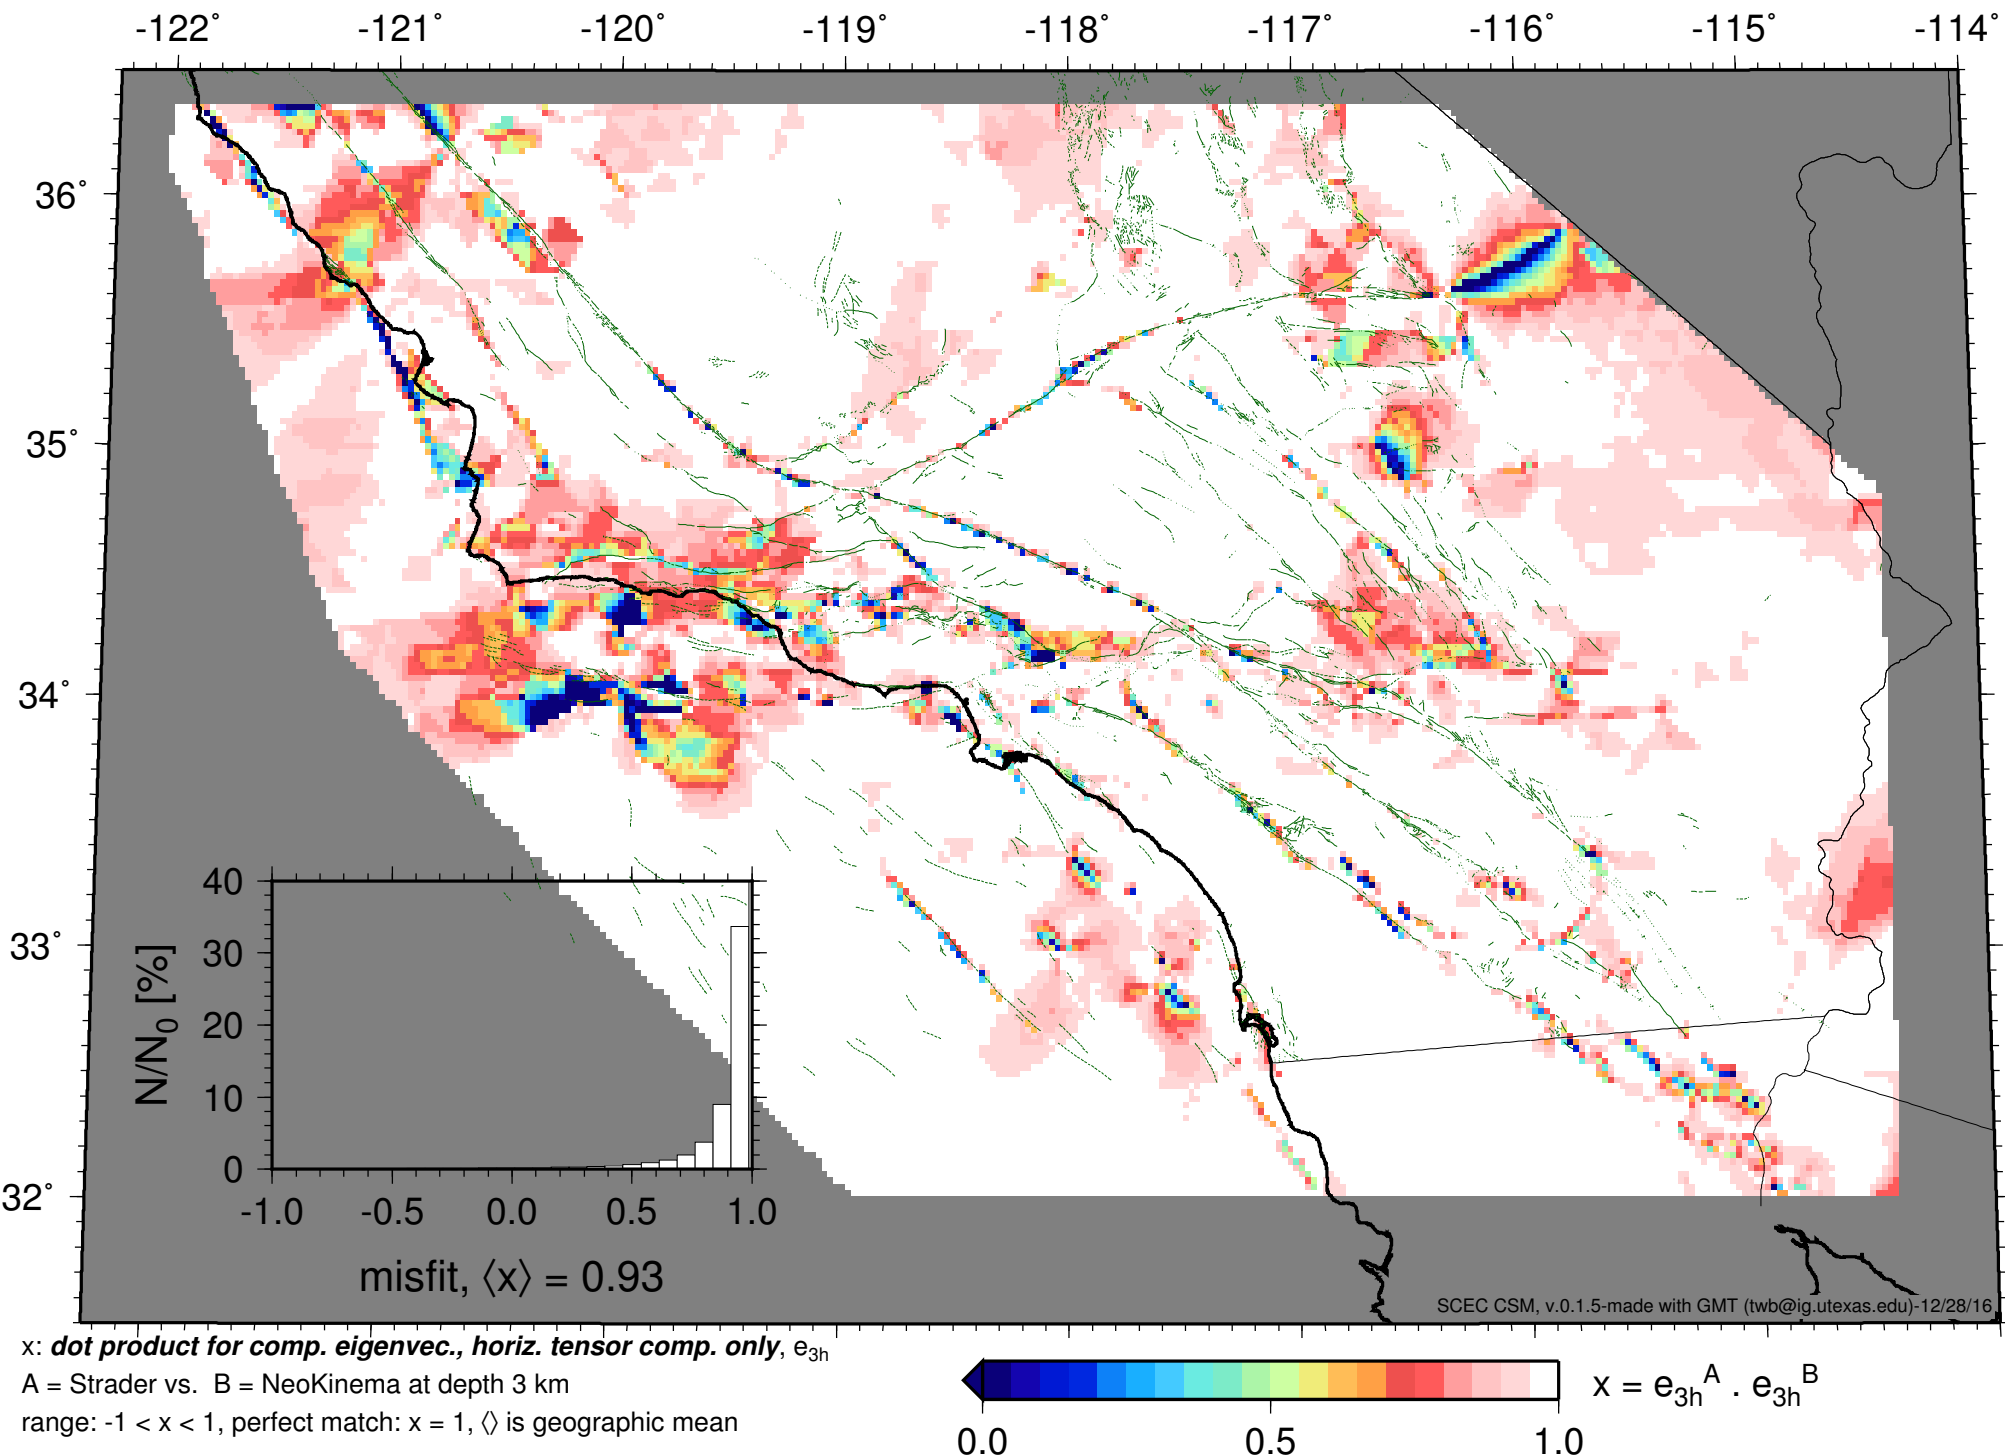 -122° -121° -120° -119° -118° -117° -116° -115° -114°
36°
35°
34°
33°
32°
40
30
20
10
0
N/N0 [%]
-1.0 -0.5 0.0 0.5 1.0
misfit, ⟨x⟩ = 0.93
SCEC CSM, v.0.1.5-made with GMT (twb@ig.utexas.edu)-12/28/16
x: dot product for comp. eigenvec., horiz. tensor comp. only, e3h
A = Strader vs. B = NeoKinema at depth 3 km
range: -1 < x < 1, perfect match: x = 1, ⟨⟩ is geographic mean
x = e3h^A . e3h^B
0.0 0.5 1.0